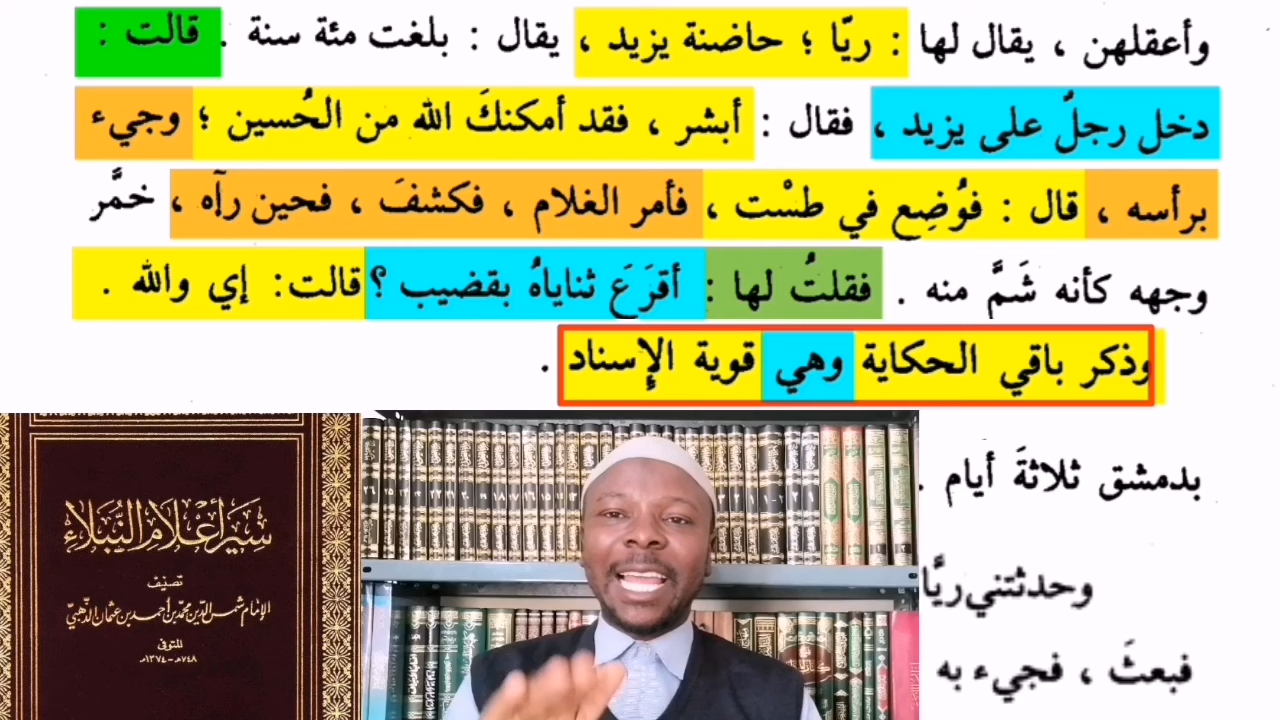 وأعقلهن ، يقال لها : ريّا ؛ حاضنة يزيد ، يقال : بلغت مئة سنة . قالت :
دخل رجلٌ على يزيد ، فقال : أبشر ، فقد أمكنكَ الله من الحُسين ؛ وجيء
برأسه ، قال : فوُضِع في طسْت ، فأمر الغلام ، فكشفَ ، فحين رآه ، خمَّر
وجهه كأنه شَمَّ منه . فقلتُ لها : أقرَعَ ثناياهُ بقضيب ؟ قالت: إي والله .
وذكر باقي الحكاية وهي قوية الإسناد .
بدمشق ثلاثةَ أيام .
وحدثتني ريَّا
فبعثَ ، فجيء به
سير أعلام النبلاء
تصنيف
الإمام شمس الدين محمد بن أحمد بن عثمان الذهبي
المتوفى
٧٤٨هـ - ١٣٧٤م